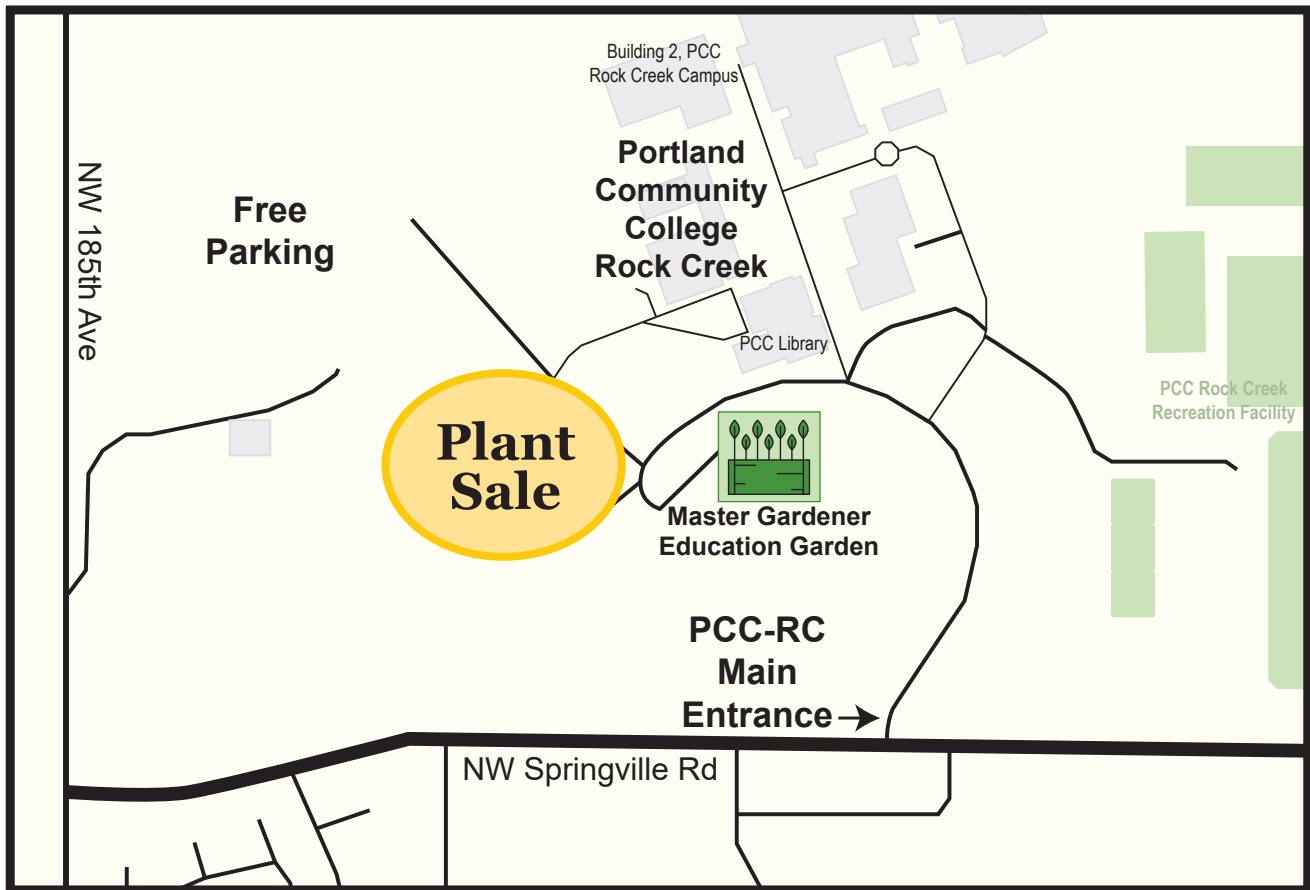 Building 2, PCC
Rock Creek Campus
Portland
Community
College
Rock Creek
NW 185th Ave
Free
Parking
PCC Library
PCC Rock Creek
Recreation Facility
Plant
Sale
Master Gardener
Education Garden
PCC-RC
Main
Entrance
NW Springville Rd